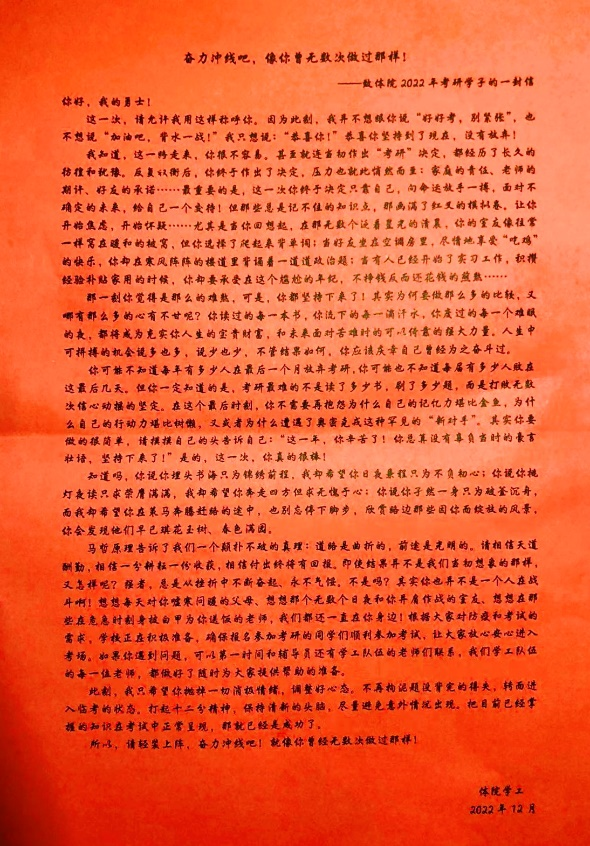 奋力冲线吧，像你曾无数次做过那样！
——致体院2022年考研学子的一封信
你好，我的勇士！
这一次，请允许我用这样称呼你。因为此刻，我并不想跟你说“好好考，别紧张”，也
不想说“加油吧，背水一战！”我只想说：“恭喜你！”恭喜你坚持到了现在，没有放弃！
我知道，这一路走来，你很不容易。甚至就连当初作出“考研”决定，都经历了长久的
彷徨和犹豫。反复权衡后，你终于作出了决定，压力也就此悄然而至：家庭的责任、老师的
期许、好友的承诺……最重要的是，这一次你终于决定只靠自己，向命运放手一搏，面对不
确定的未来，给自己一个交待！但那些总是记不住的知识点，那画满了红叉的模拟卷，让你
开始焦虑，开始怀疑……尤其是当你回想起，在那无数个泛着星光的清晨，你的室友像往常
一样窝在暖和的被窝，但你选择了爬起来背单词；当好友坐在空调房里，尽情地享受“吃鸡”
的快乐，你却在寒风阵阵的楼道里背诵着一道道政治题；当有人已经开始了实习工作，积攒
经验补贴家用的时候，你却要承受在这个尴尬的年纪，不挣钱反而还花钱的煎熬……
那一刻你觉得是那么的难熬，可是，你都坚持下来了！其实为何要做那么多的比较，又
哪有那么多的心有不甘呢？你读过的每一本书，你流下的每一滴汗水，你度过的每一个难眠
的夜，都将成为充实你人生的宝贵财富，和未来面对苦难时的可以倚靠的强大力量。人生中
可拼搏的机会说多也多，说少也少，不管结果如何，你应该庆幸自己曾经为之奋斗过。
你可能不知道每年有多少人在最后一个月放弃考研，你可能也不知道每届有多少人败在
这最后几天。但你一定知道的是，考研最难的不是读了多少书，刷了多少题，而是打败无数
次信心动摇的坚定。在这个最后时刻，你不需要再抱怨为什么自己的记忆力堪比金鱼，为什
么自己的行动力堪比树懒，又或者为什么遭遇了奥密克戎这种罕见的“新对手”。其实你要
做的很简单，请摸摸自己的头告诉自己：“这一年，你辛苦了！你总算没有辜负当时的豪言
壮语，坚持下来了！”是的，这一次，你真的很棒！
知道吗，你说你埋头书海只为锦绣前程，我却希望你日夜兼程只为不负初心；你说你挑
灯夜读只求荣膺满满，我却希望你奔走四方但求无愧于心；你说你孑然一身只为破釜沉舟，
而我却希望你在策马奔腾赶路的途中，也别忘停下脚步，欣赏路边那些因你而绽放的风景，
你会发现他们早已琪花玉树、春色满园。
马哲原理告诉了我们一个颠扑不破的真理：道路是曲折的，前途是光明的。请相信天道
酬勤，相信一分耕耘一份收获，相信付出终将有回报。即使结果并不是我们当初想象的那样，
又怎样呢？强者，总是从挫折中不断奋起、永不气馁，不是吗？其实你也并不是一个人在战
斗啊！想想每天对你嘘寒问暖的父母、想想那个无数个日夜和你并肩作战的室友、想想在那
些在危急时刻身披白甲为你送饭的老师，我们都还一直在你身边！根据大家对防疫和考试的
需求，学校正在积极准备，确保报名参加考研的同学们顺利参加考试，让大家放心安心进入
考场。如果你遇到问题，可以第一时间和辅导员还有学工队伍的老师们联系，我们学工队伍
的每一位老师，都做好了随时为大家提供帮助的准备。
此刻，我只希望你抛掉一切消极情绪，调整好心态，不再拘泥题没背完的得失，转而进
入临考的状态，打起十二分精神，保持清新的头脑，尽量避免意外情况出现。把目前已经掌
握的知识在考试中正常呈现，那就已经是成功了。
所以，请轻装上阵，奋力冲线吧！就像你曾经无数次做过那样！
体院学工
2022年12月